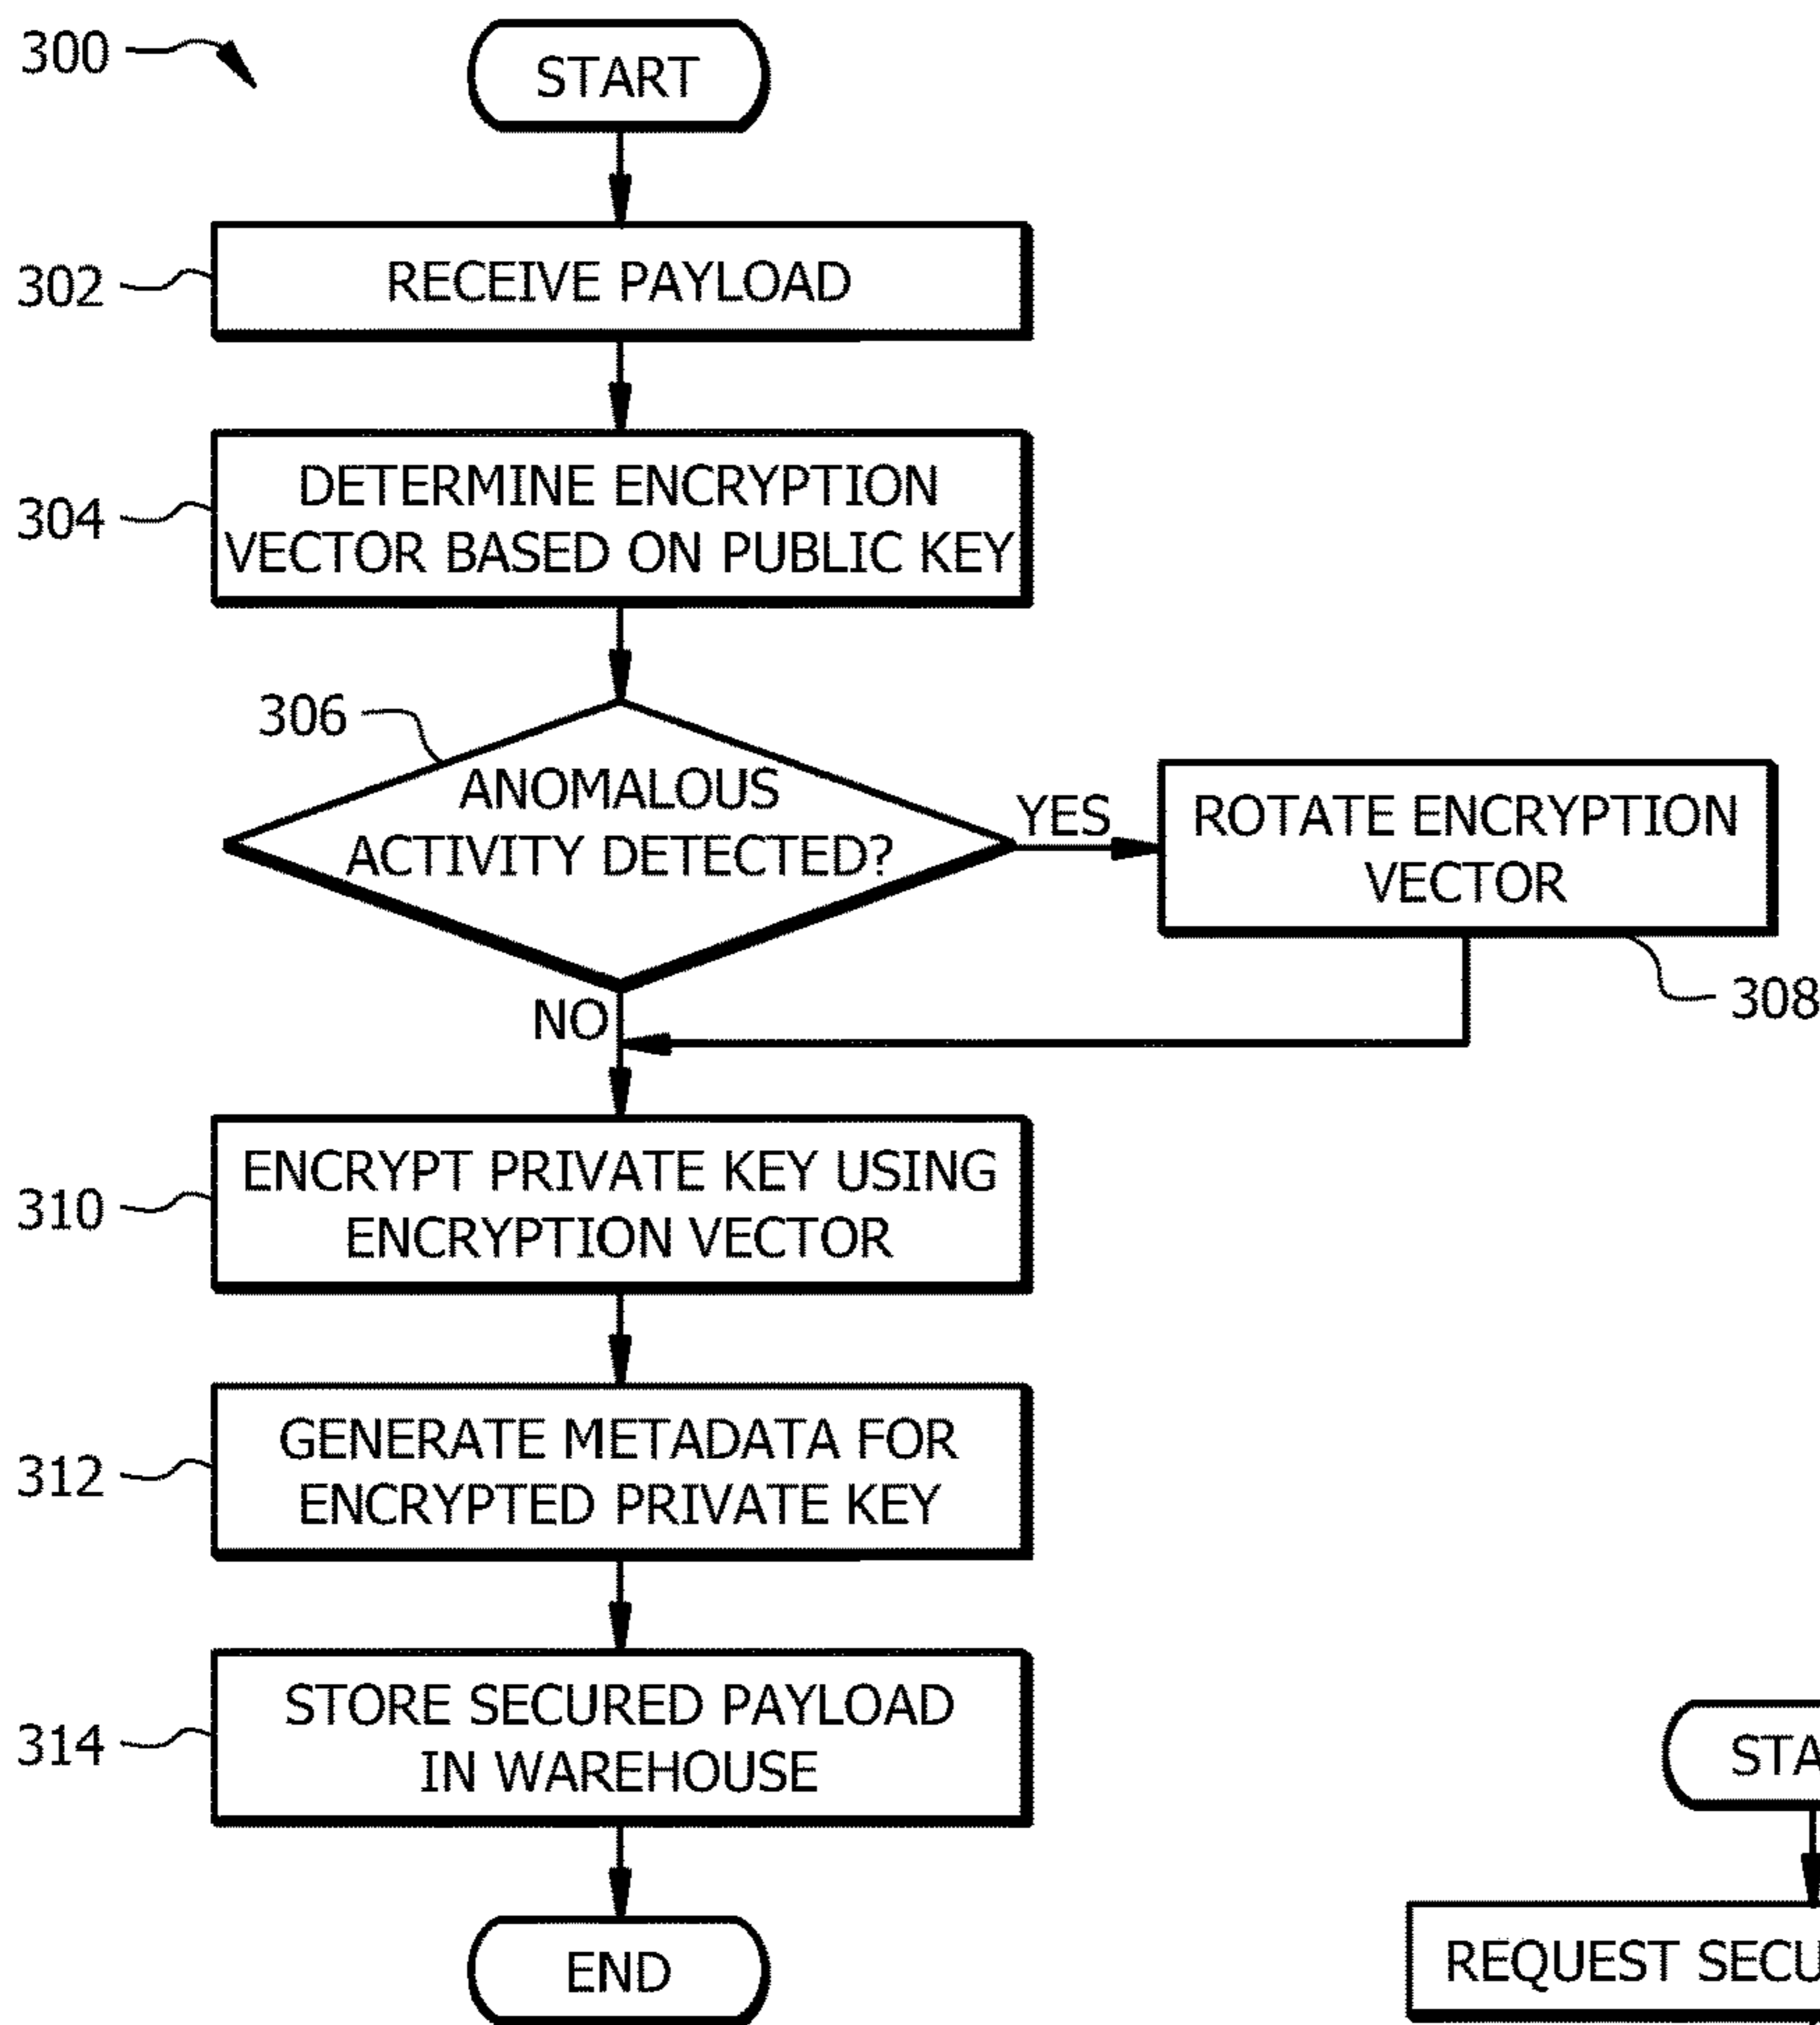 300
START
302
RECEIVE PAYLOAD
304
DETERMINE ENCRYPTION
VECTOR BASED ON PUBLIC KEY
306
ANOMALOUS
ACTIVITY DETECTED?
YES
ROTATE ENCRYPTION
VECTOR
308
NO
310
ENCRYPT PRIVATE KEY USING
ENCRYPTION VECTOR
312
GENERATE METADATA FOR
ENCRYPTED PRIVATE KEY
314
STORE SECURED PAYLOAD
IN WAREHOUSE
END
REQUEST